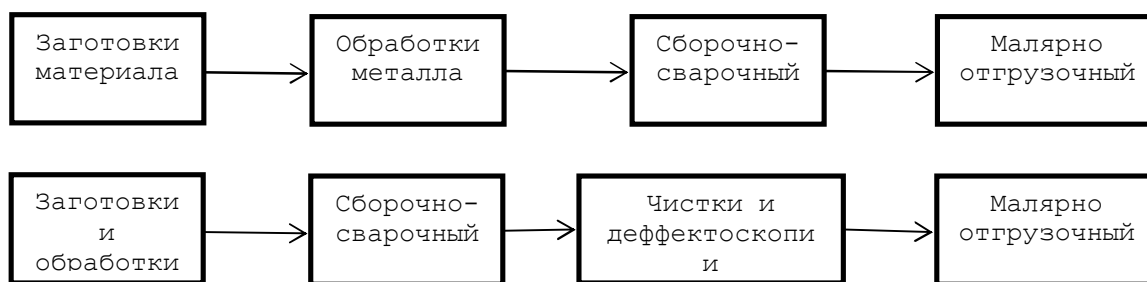 Заготовки
материала
Обработки
металла
Сборочно-
сварочный
Малярно
отгрузочный
Заготовки
и
обработки
Сборочно-
сварочный
Чистки и
деффектоскопи
и
Малярно
отгрузочный